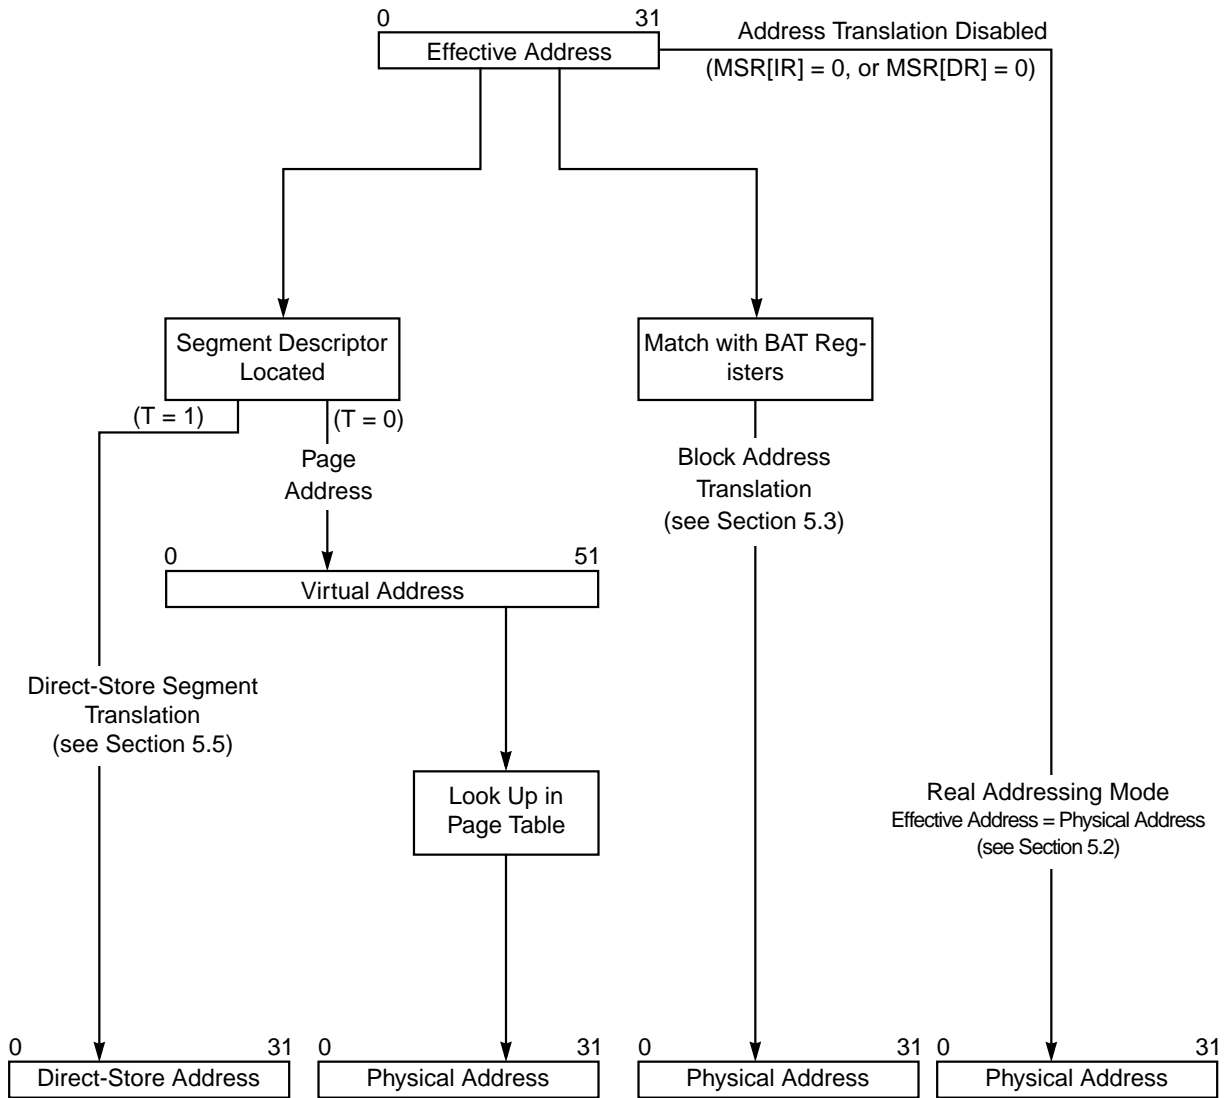 0 31
Address Translation Disabled
Effective Address
(MSR[IR] = 0, or MSR[DR] = 0)
Segment Descriptor
Located
Match with BAT Reg-
isters
(T = 1)
(T = 0)
Page
Address
Block Address
Translation
(see Section 5.3)
0 51
Virtual Address
Direct-Store Segment
Translation
(see Section 5.5)
Look Up in
Page Table
Real Addressing Mode
Effective Address = Physical Address
(see Section 5.2)
0 31
Direct-Store Address
0 31
Physical Address
0 31
Physical Address
0 31
Physical Address